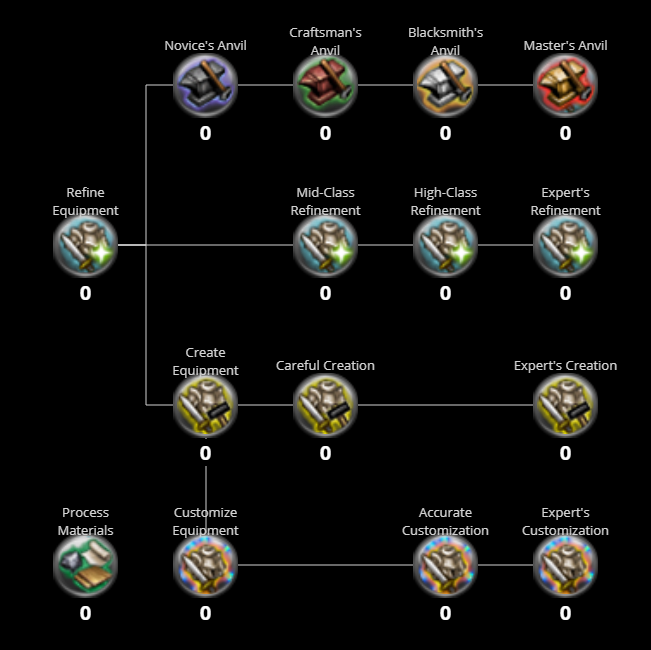 Novice's Anvil
Craftsman's
Anvil
Blacksmith's
Anvil
Master's Anvil
0
0
0
0
Refine
Equipment
Mid-Class
Refinement
High-Class
Refinement
Expert's
Refinement
0
0
0
0
Create
Equipment
Careful Creation
Expert's Creation
0
0
0
Process
Materials
Customize
Equipment
Accurate
Customization
Expert's
Customization
0
0
0
0